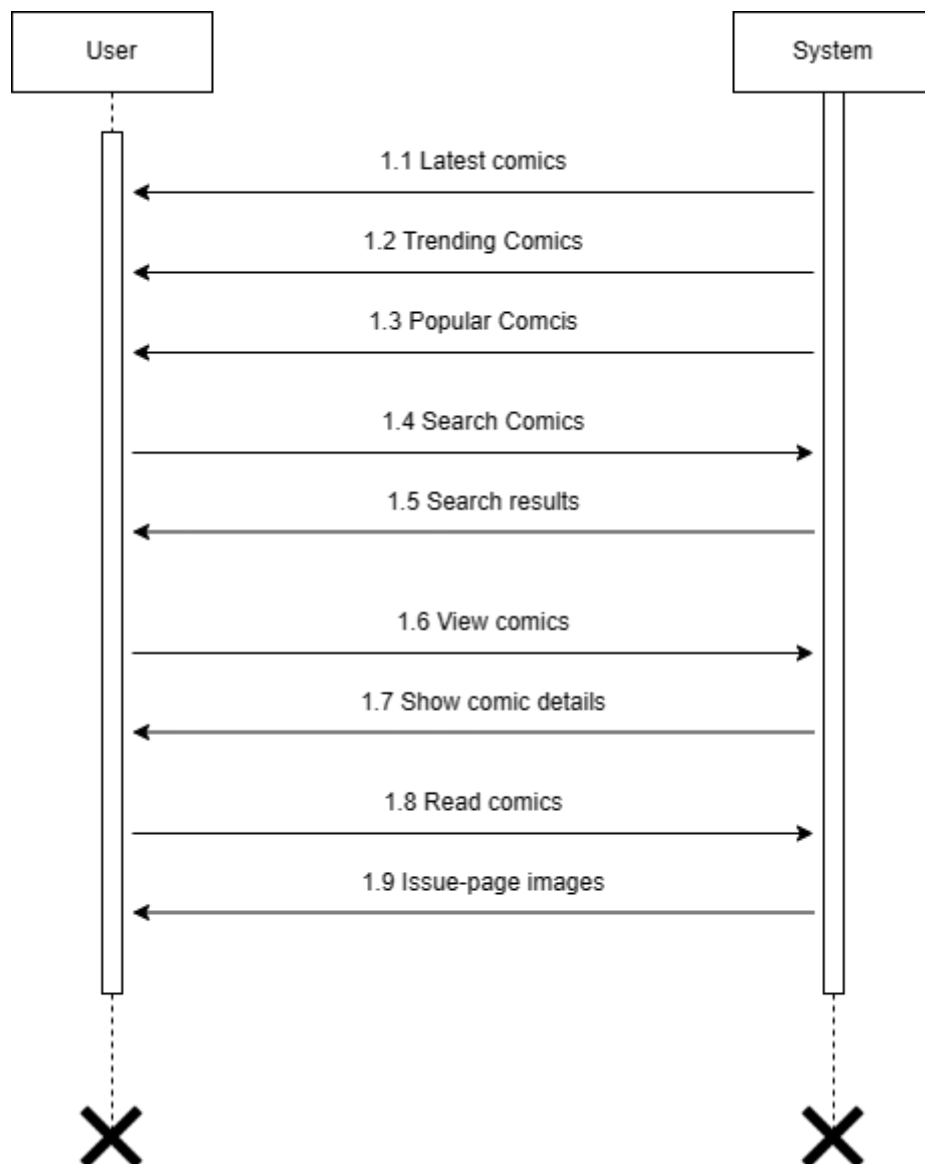 User
System
1.1 Latest comics
1.2 Trending Comics
1.3 Popular Comcis
1.4 Search Comics
1.5 Search results
1.6 View comics
1.7 Show comic details
1.8 Read comics
1.9 Issue-page images